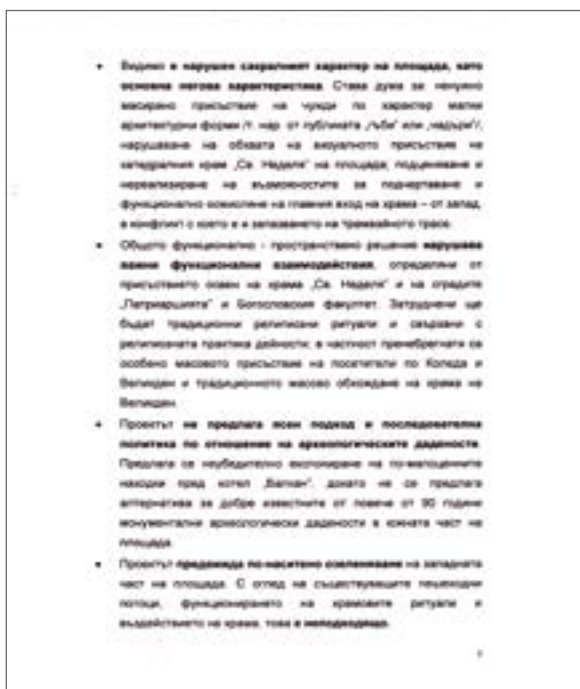 • Видимо е нарушен сакралният характер на площада, като
основна негова характеристика. Става дума за ненужно
масирано присъствие на чужди по характер малки
архитектурни форми /т. нар. от публиката „гъби" или „чадъри"/,
нарушаване на обхвата на визуалното присъствие на
катедралния храм „Св. Неделя" на площада; подценяване и
нереализиране на възможностите за подчертаване и
функционално осмисляне на главния вход на храма – от запад,
в конфликт с което е и запазването на трамвайното трасе.
• Общото функционално - пространствено решение нарушава
важни функционални взаимодействия, определяни от
присъствието освен на храма „Св. Неделя" и на сградите
„Патриаршията" и Богословския факултет. Затруднени ще
бъдат традиционни религиозни ритуали и свързани с
религиозната практика дейности; в частност пренебрегнати са
особено масовото присъствие на посетители по Коледа и
Великден и традиционното масово обхождане на храма на
Великден.
• Проектът не предлага ясен подход и последователна
политика по отношение на археологическите дадености.
Предлага се неубедително експониране на по-малоценните
находки пред хотел „Балкан", докато не се предлага
алтернатива за добре известните от повече от 90 години
монументални археологически дадености в южната част на
площада.
• Проектът предвижда по-наситено озеленяване на западната
част на площада. С оглед на съществуващите пешеходни
потоци, функционирането на храмовите ритуали и
въздействието на храма, това е неподходящо.